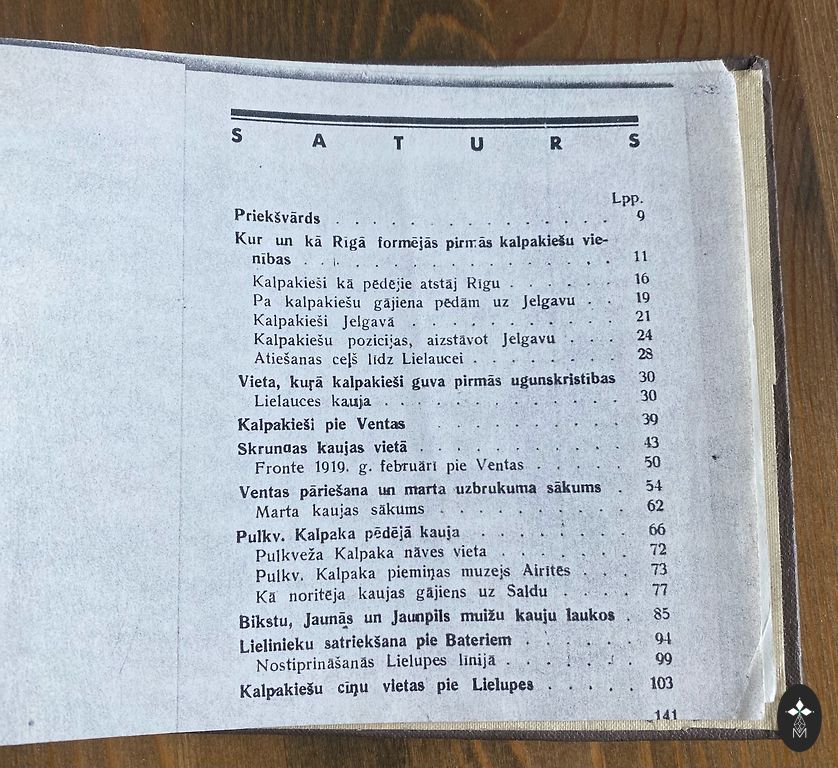 SATURS
Lpp.
Priekšvārds . . . . . . . . . . . . . . . 9
Kur un kā Rīgā formējās pirmās kalpakiešu vie-
nības . . . . . . . . . . . . . . . . 11
Kalpakieši kā pēdējie atstāj Rīgu . . . . . . 16
Pa kalpakiešu gājiena pēdām uz Jelgavu . . 19
Kalpakieši Jelgavā . . . . . . . . . . . 21
Kalpakiešu pozicijas, aizstāvot Jelgavu . . . 24
Atiešanas ceļš līdz Lielaucei . . . . . . . . 28
Vieta, kuŗā kalpakieši guva pirmās ugunskristības 30
Lielauces kauja . . . . . . . . . . . . 30
Kalpakieši pie Ventas . . . . . . . . . . 39
Skrundas kaujas vietā . . . . . . . . . . 43
Fronte 1919. g. februārī pie Ventas . . . . . 50
Ventas pāriešana un marta uzbrukuma sākums . 54
Marta kaujas sākums . . . . . . . . . . 62
Pulkv. Kalpaka pēdējā kauja . . . . . . . . 66
Pulkveža Kalpaka nāves vieta . . . . . . . 72
Pulkv. Kalpaka piemiņas muzejs Airītēs . . . 73
Kā noritēja kaujas gājiens uz Saldu . . . . 77
Bikstu, Jaunās un Jaunpils muižu kauju laukos . 85
Lielinieku satriekšana pie Bateriem . . . . . . 94
Nostiprināšanās Lielupes līnijā . . . . . . . 99
Kalpakiešu cīņu vietas pie Lielupes . . . . . 103
141
M